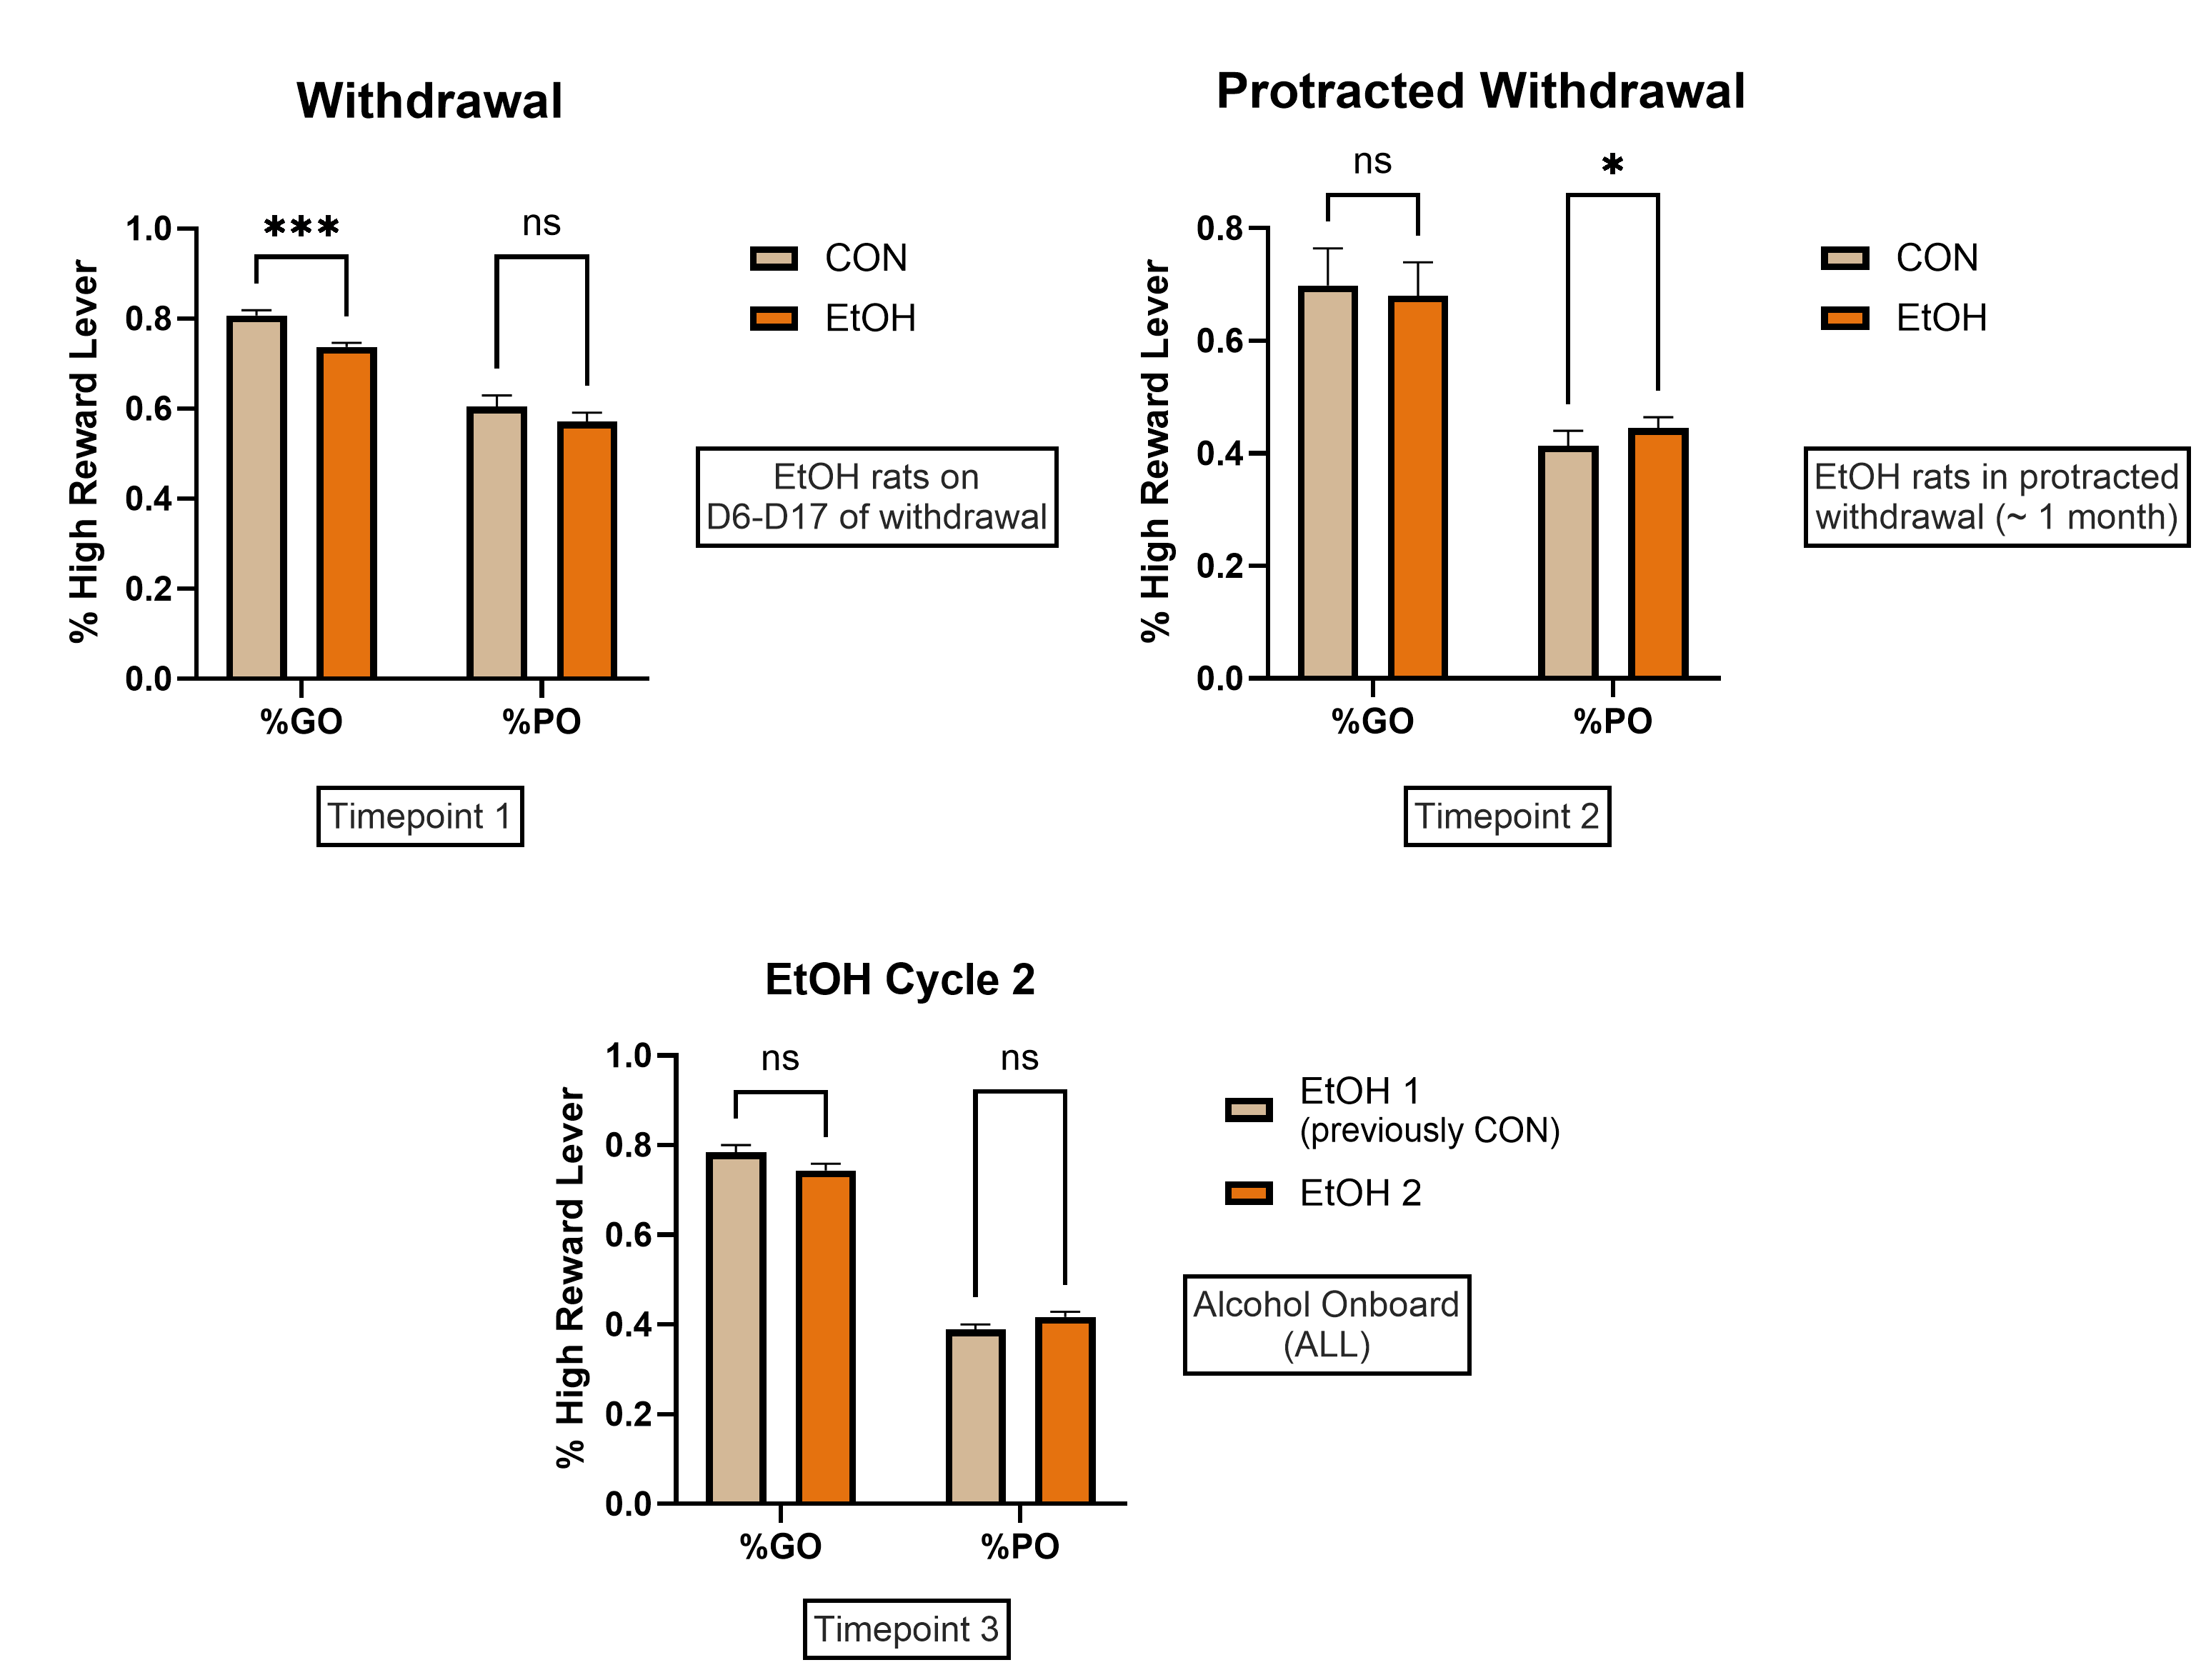 Withdrawal
% High Reward Lever
1.0
0.8
0.6
0.4
0.2
0.0
***
ns
%GO
%PO
CON
EtOH
EtOH rats on
D6-D17 of withdrawal
Timepoint 1
Protracted Withdrawal
% High Reward Lever
0.8
0.6
0.4
0.2
0.0
ns
*
%GO
%PO
CON
EtOH
EtOH rats in protracted
withdrawal (~ 1 month)
Timepoint 2
EtOH Cycle 2
% High Reward Lever
1.0
0.8
0.6
0.4
0.2
0.0
ns
ns
%GO
%PO
EtOH 1
(previously CON)
EtOH 2
Alcohol Onboard
(ALL)
Timepoint 3